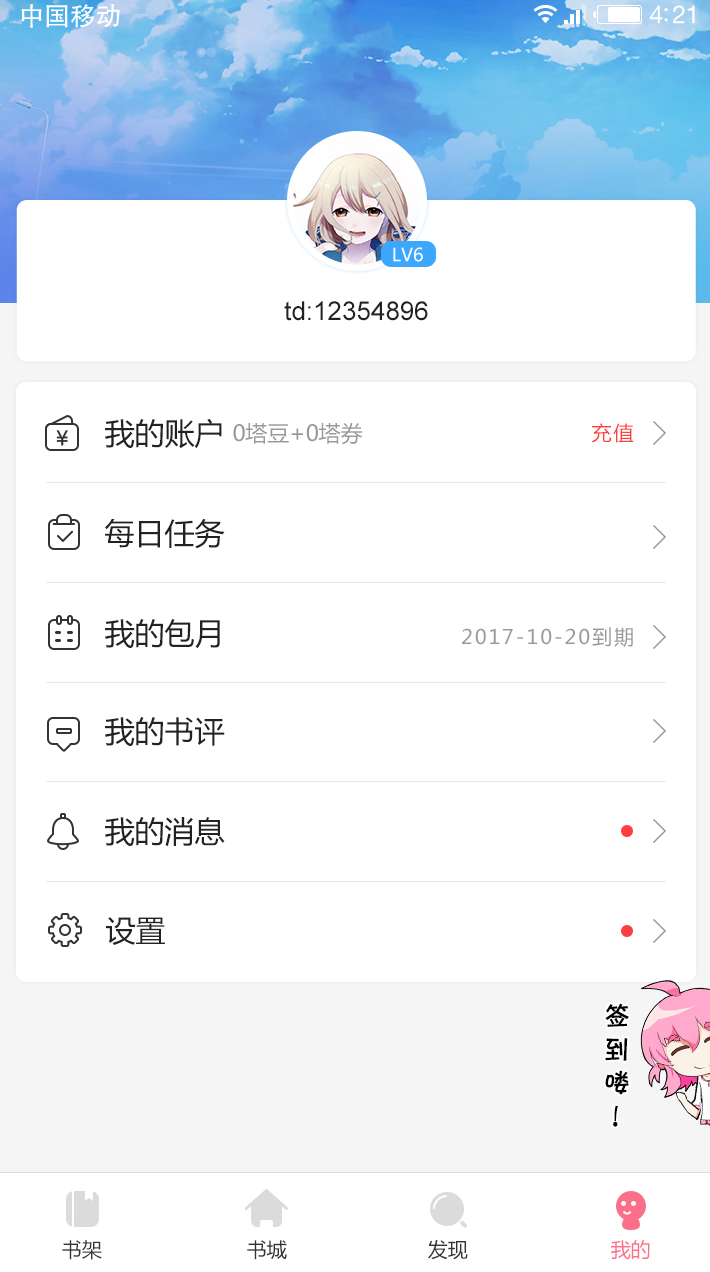 中国移动 4:21
LV6
td:12354896
我的账户 0塔豆+0塔券 充值
每日任务
我的包月 2017-10-20到期
我的书评
我的消息
设置
签到喽！
书架 书城 发现 我的